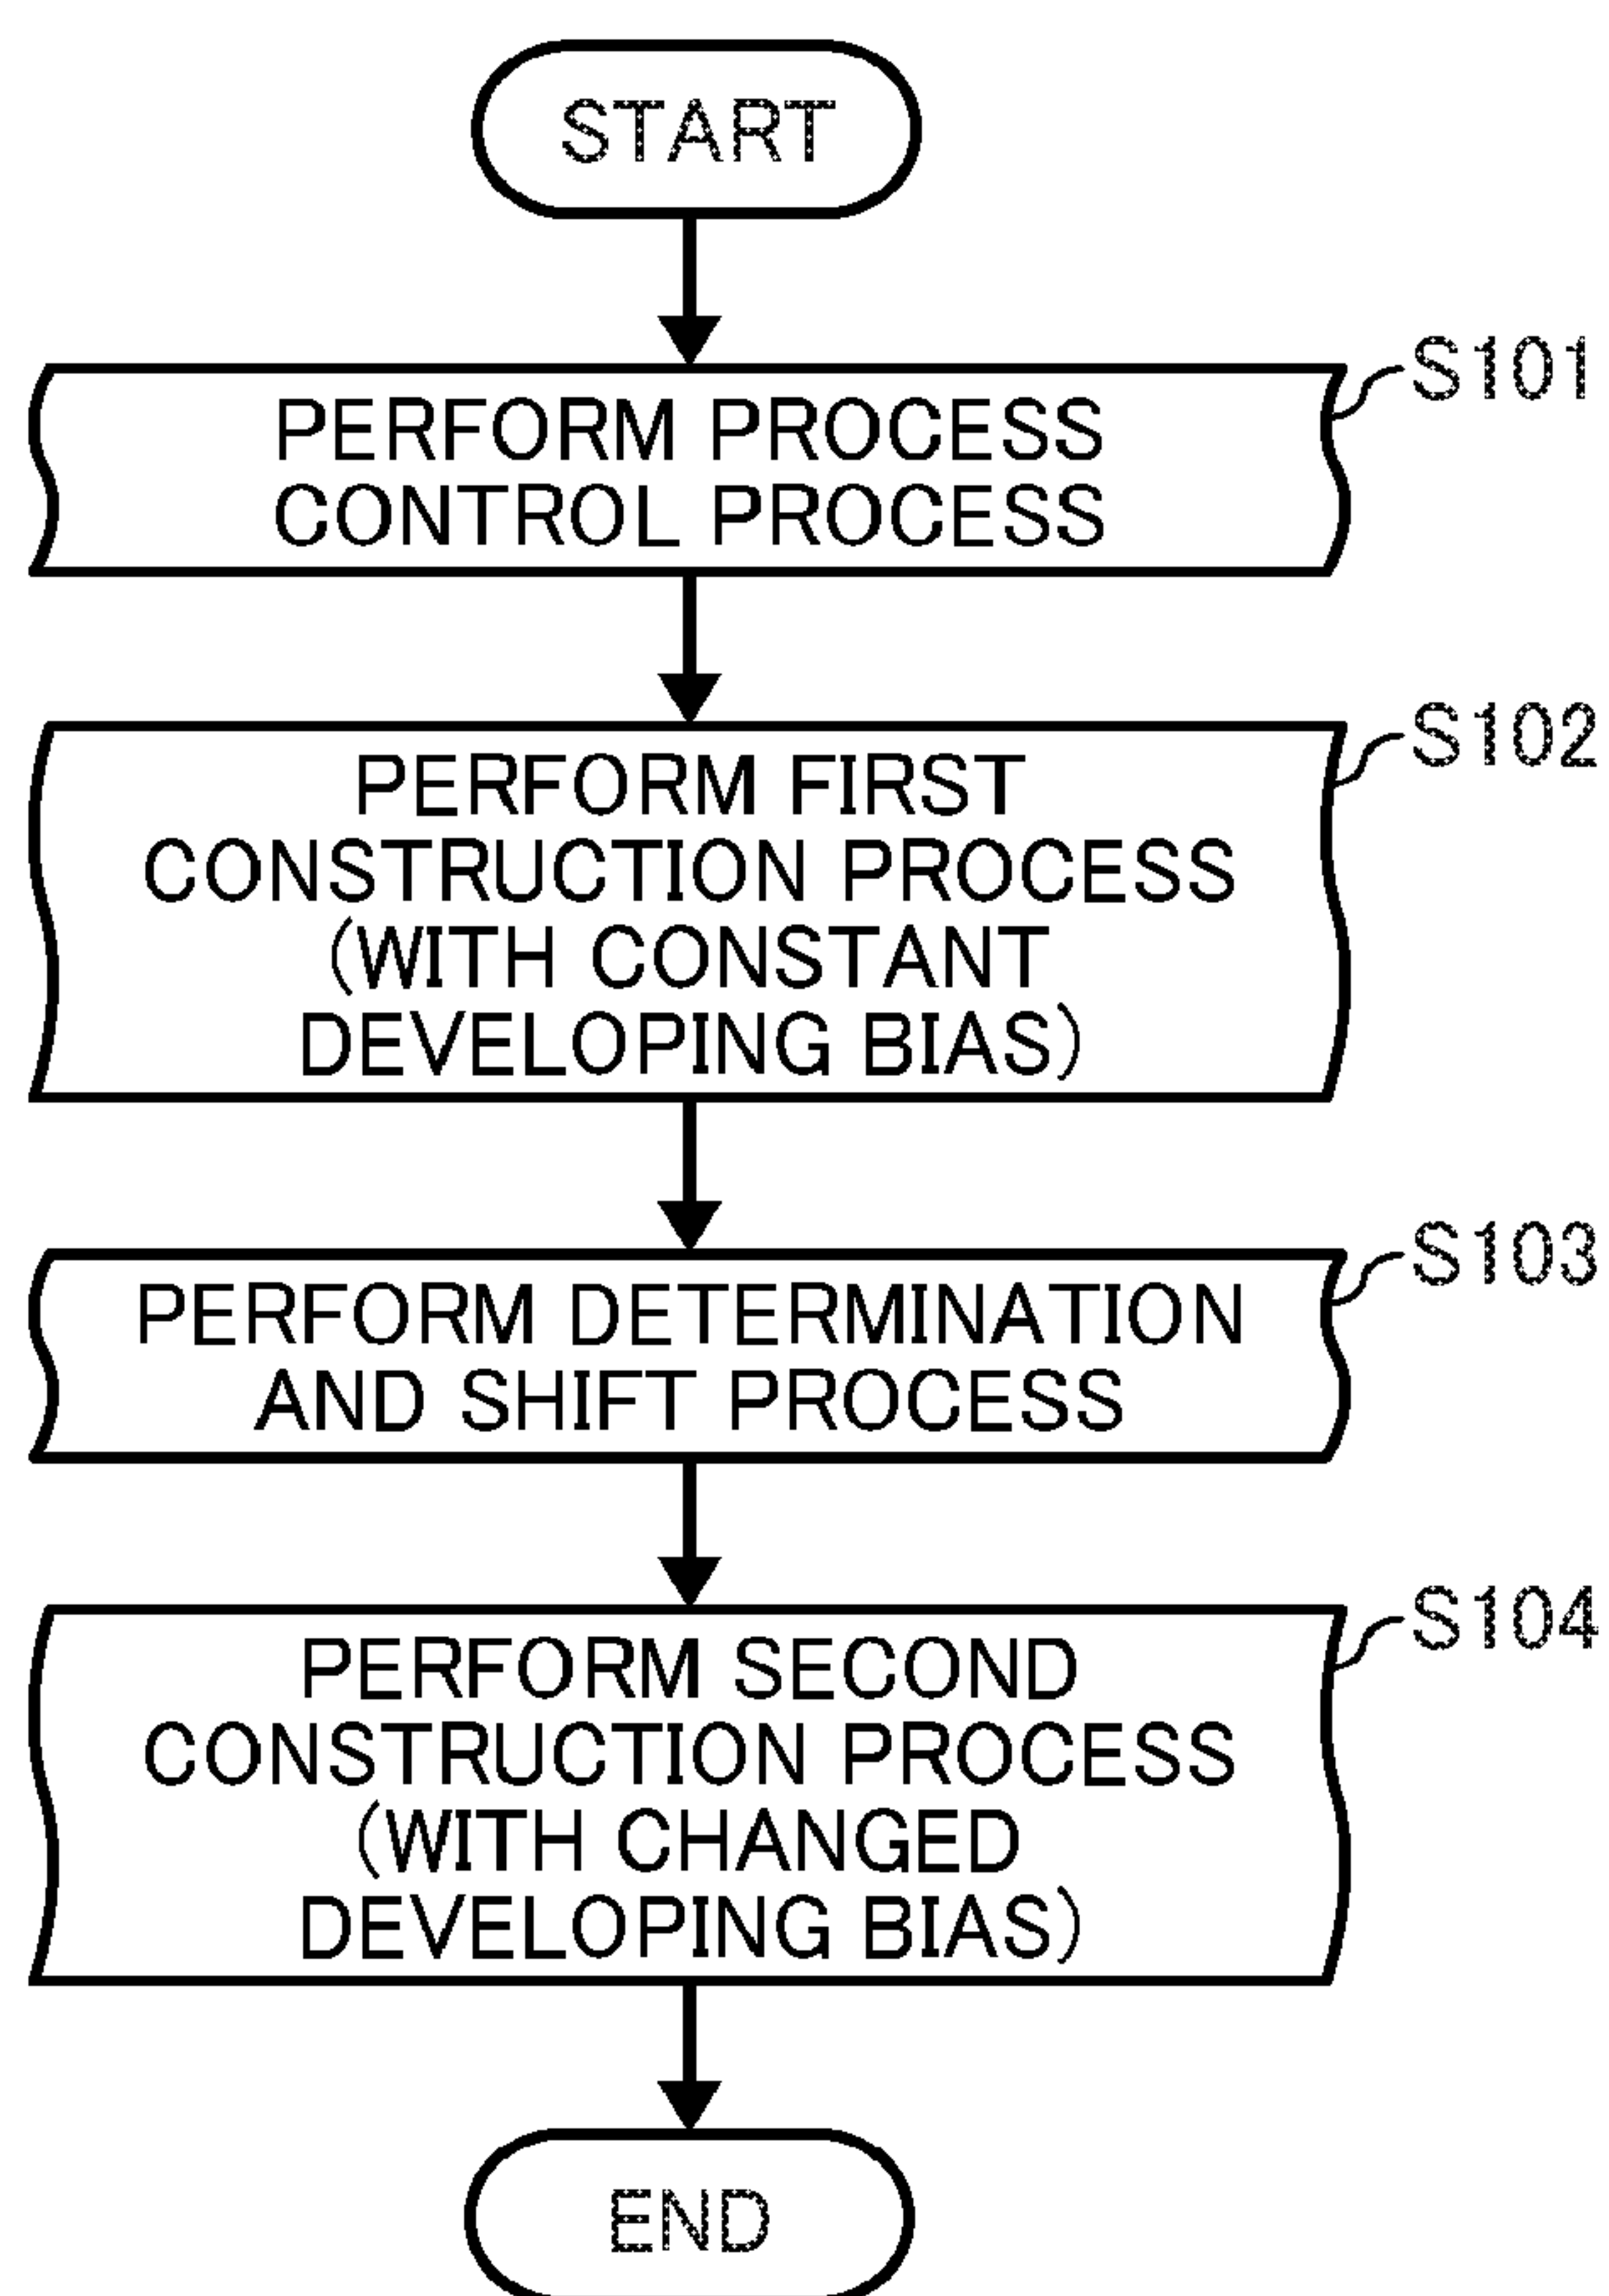 START
S101
PERFORM PROCESS
CONTROL PROCESS
S102
PERFORM FIRST
CONSTRUCTION PROCESS
(WITH CONSTANT
DEVELOPING BIAS)
S103
PERFORM DETERMINATION
AND SHIFT PROCESS
S104
PERFORM SECOND
CONSTRUCTION PROCESS
(WITH CHANGED
DEVELOPING BIAS)
END